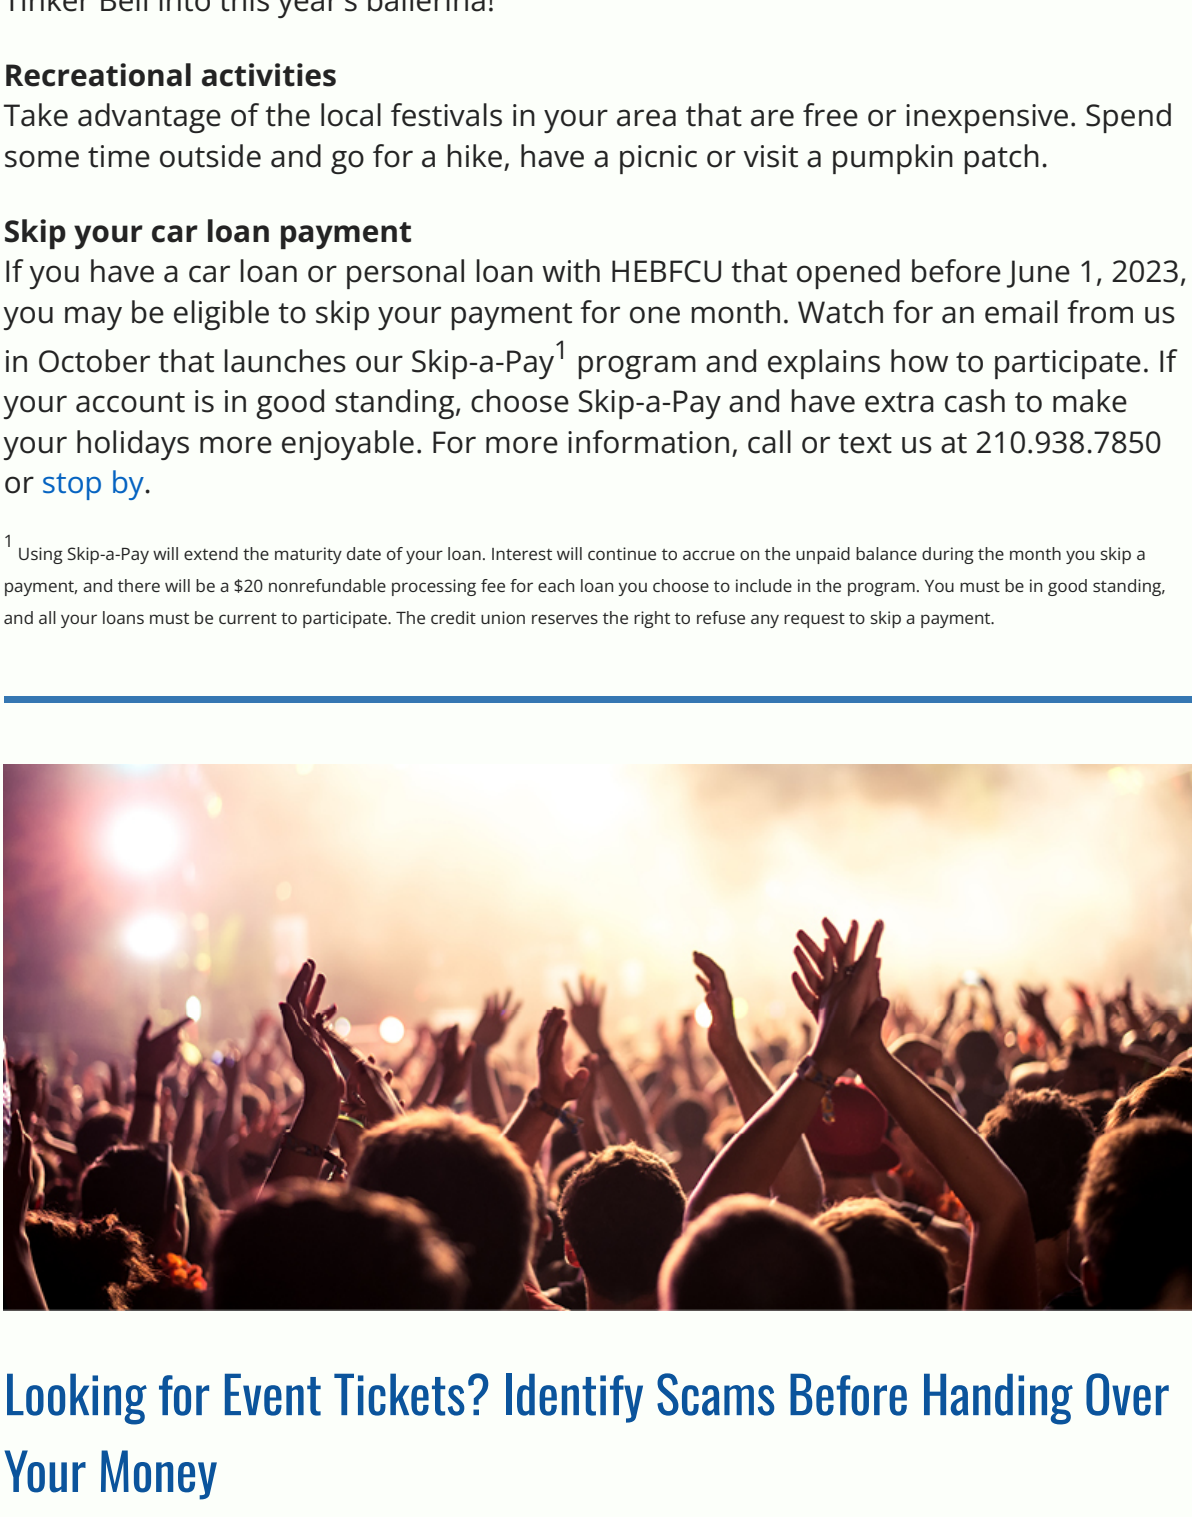 Tinker Bell into this year's ballerina!
Recreational activities
Take advantage of the local festivals in your area that are free or inexpensive. Spend
some time outside and go for a hike, have a picnic or visit a pumpkin patch.
Skip your car loan payment
If you have a car loan or personal loan with HEBFCU that opened before June 1, 2023,
you may be eligible to skip your payment for one month. Watch for an email from us
in October that launches our Skip-a-Pay1 program and explains how to participate. If
your account is in good standing, choose Skip-a-Pay and have extra cash to make
your holidays more enjoyable. For more information, call or text us at 210.938.7850
or stop by.
1 Using Skip-a-Pay will extend the maturity date of your loan. Interest will continue to accrue on the unpaid balance during the month you skip a
payment, and there will be a $20 nonrefundable processing fee for each loan you choose to include in the program. You must be in good standing,
and all your loans must be current to participate. The credit union reserves the right to refuse any request to skip a payment.
Looking for Event Tickets? Identify Scams Before Handing Over
Your Money